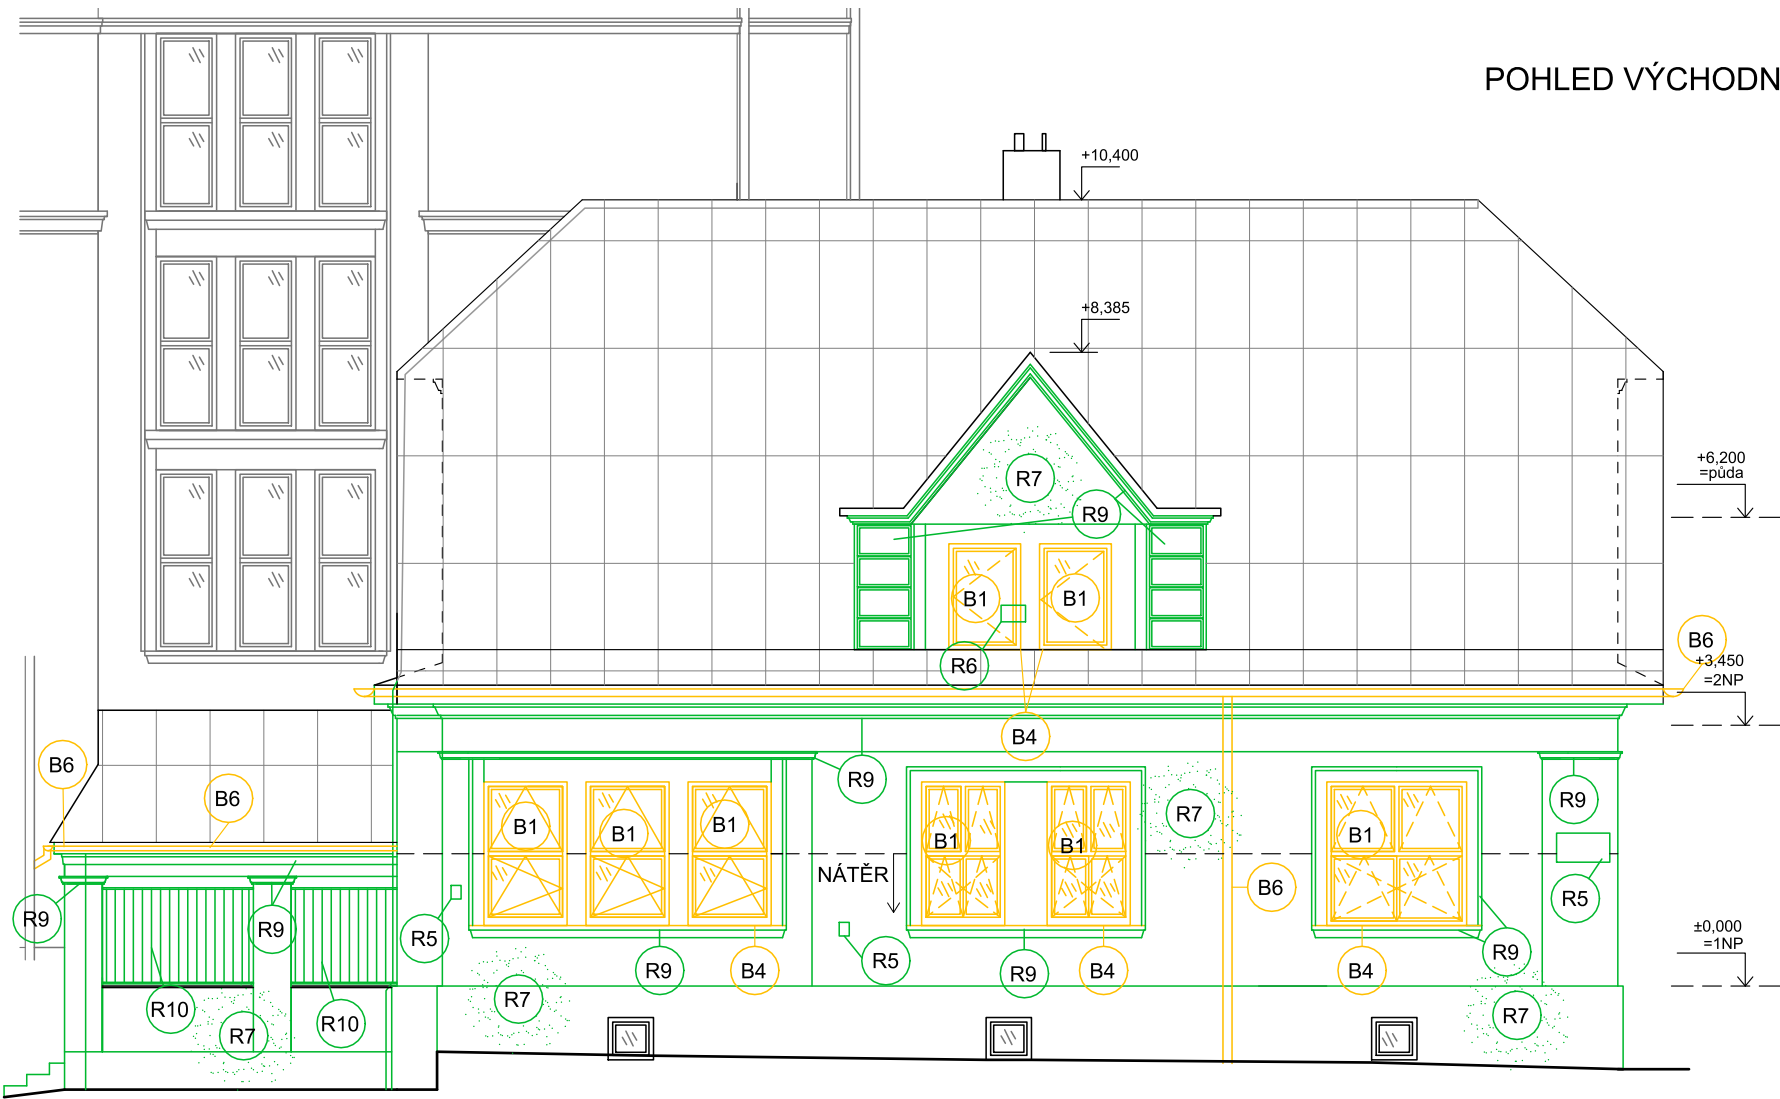 POHLED VÝCHODN
+10,400
+8,385
+6,200
=půda
R7
R9
B1 B1
R6
B6
+3,450
=2NP
B4
B6
B6
R9
R9
B1 B1 B1
R7
B1 B1
B1
NÁTĚR
B6
R5
R9
R9
R5
R5
R9
B4
R9
B4
B4
R9
±0,000
=1NP
R10
R10
R7
R7
R7